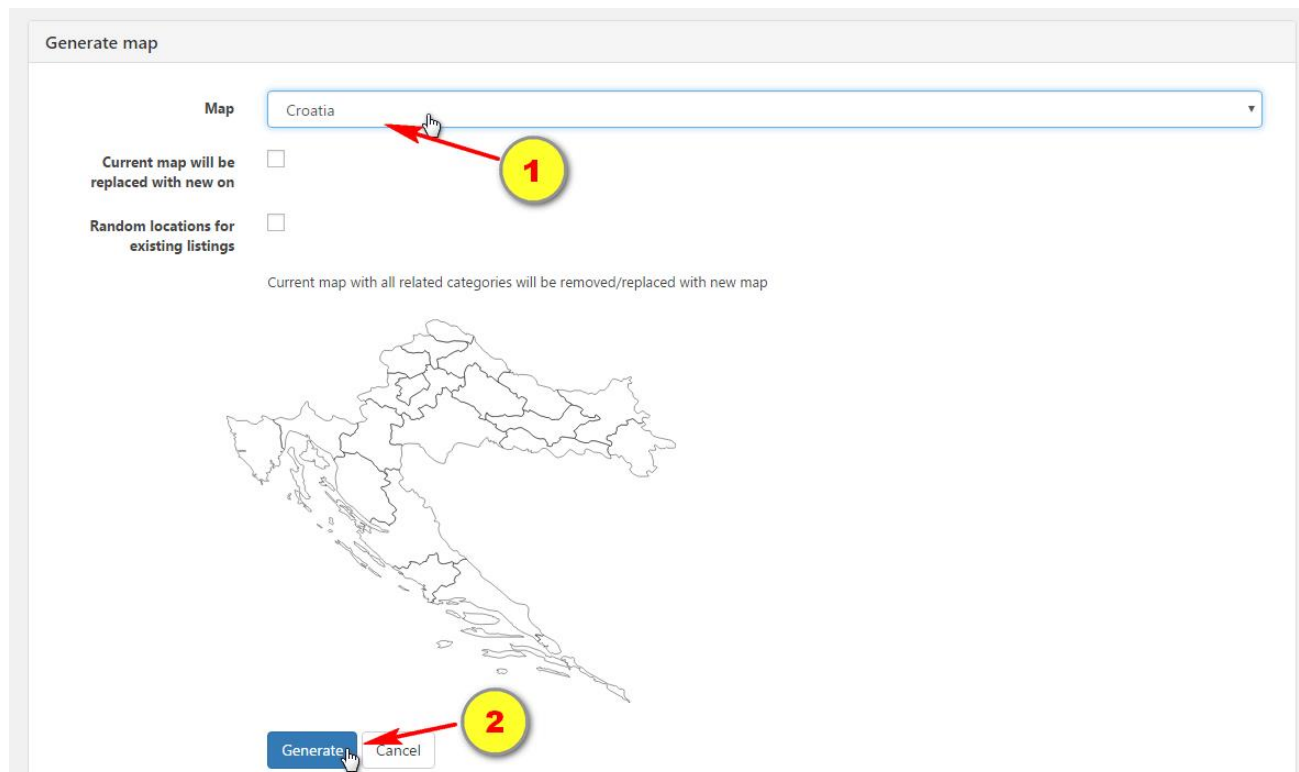 Generate map
Map
Croatia
1
Current map will be
replaced with new on
Random locations for
existing listings
Current map with all related categories will be removed/replaced with new map
2
Generate
Cancel